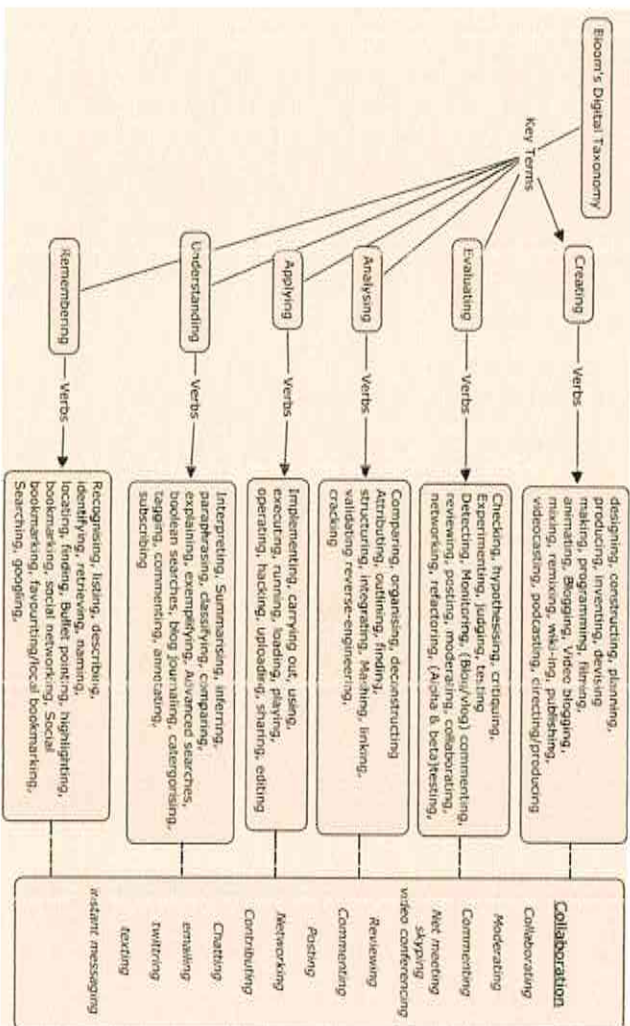 Bloom's Digital Taxonomy
Key Terms
Creating
Verbs
designing, constructing, planning,
producing, inventing, devising
making, programming, filming,
animating, Blogging, Video blogging,
mixing, remixing, wiki-ing, publishing,
videocasting, podcasting, directing/producing
Evaluating
Verbs
Checking, hypothesising, critiquing,
Experimenting, judging, testing
Detecting, Monitoring, (Blog/vlog) commenting,
reviewing, posting, moderating, collaborating,
networking, refactoring, (Alpha & beta)testing,
Analysing
Verbs
Comparing, organising, deconstructing
Attributing, outlining, finding,
structuring, integrating, Mashing, linking,
validating reverse-engineering,
cracking
Applying
Verbs
Implementing, carrying out, using,
executing, running, loading, playing,
operating, hacking, uploading, sharing, editing
Understanding
Verbs
Interpreting, Summarising, inferring,
paraphrasing, classifying, comparing,
explaining, exemplifying, Advanced searches,
boolean searches, blog journaling, catergorising,
tagging, commenting, annotating,
subscribing
Remembering
Verbs
Recognising, listing, describing,
identifying, retrieving, naming,
locating, finding, Bullet pointing, highlighting,
bookmarking, social networking, Social
bookmarking, favouriting/local bookmarking,
Searching, googling,
Collaboration
Collaborating
Moderating
Commenting
Net meeting
skyping
video conferencing
Reviewing
Commenting
Posting
Networking
Contributing
Chatting
emailing
twittring
texting
instant messaging